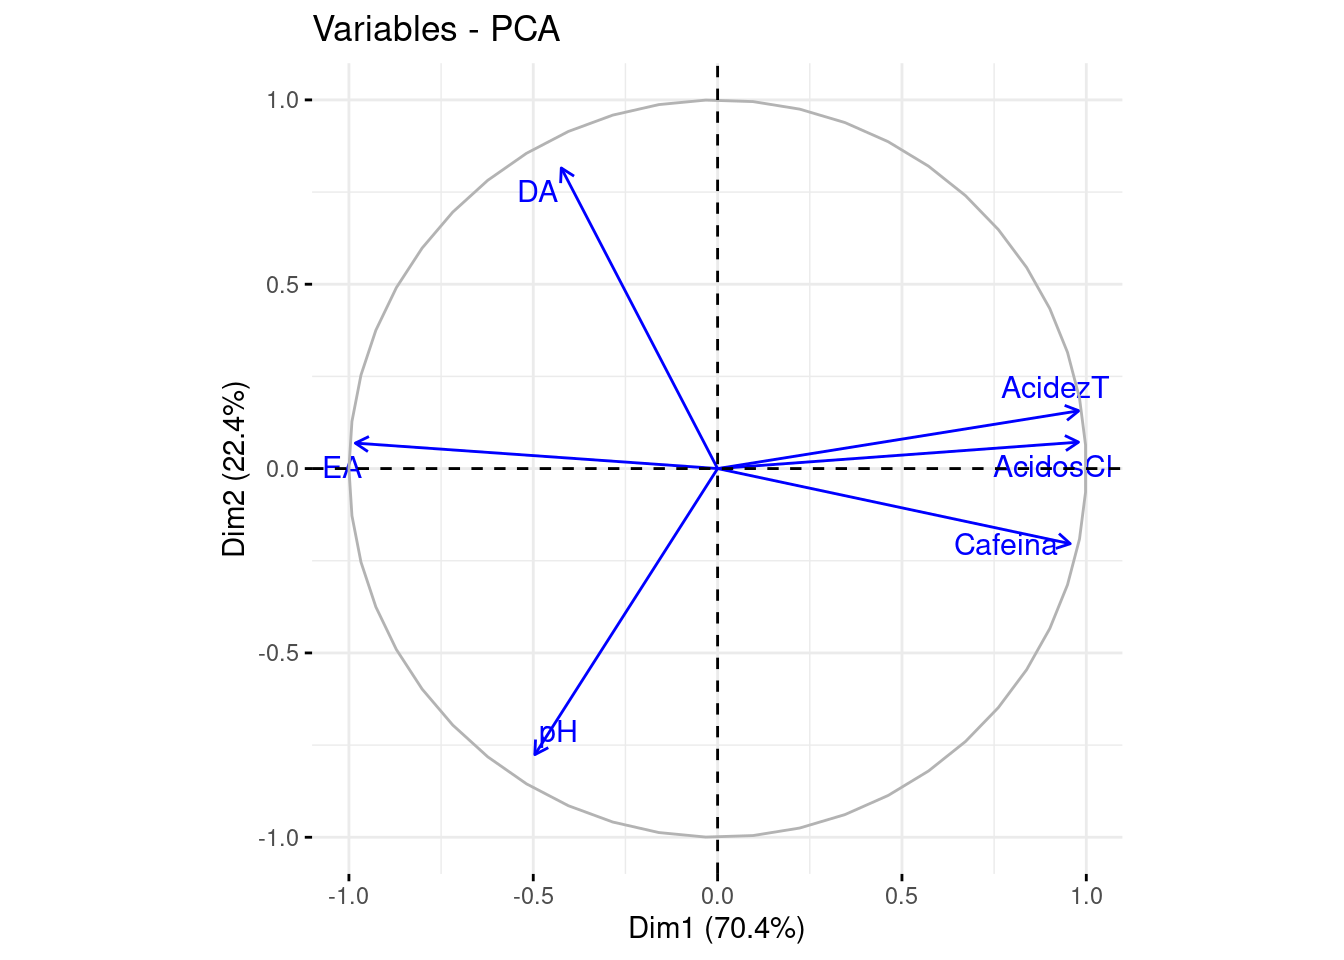 Variables - PCA
1.0
DA
0.5
Dim2 (22.4%)
AcidezT
EA
0.0
AcidosCl
Cafeina
-0.5
pH
-1.0
-1.0 -0.5 0.0 0.5 1.0
Dim1 (70.4%)